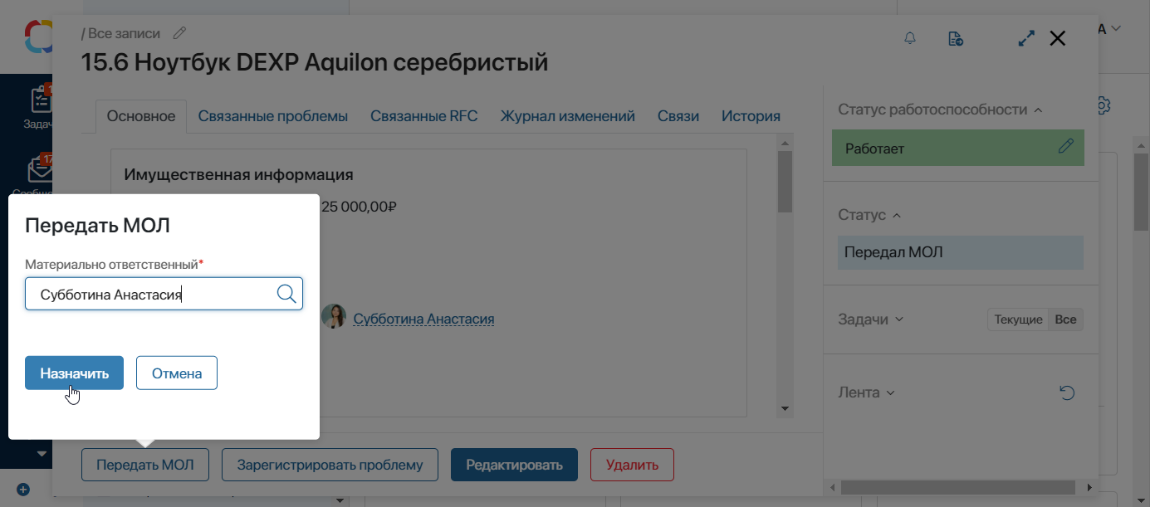 / Все записи
15.6 Ноутбук DEXP Aquilon серебристый
А
Основное Связанные проблемы Связанные RFC Журнал изменений Связи История
Имущественная информация
25 000,00₽
Субботина Анастасия
Статус работоспособности
Работает
Статус
Передал МОЛ
Задачи Текущие Все
Лента
1
17
Передать МОЛ
Материально ответственный*
Субботина Анастасия
Назначить Отмена
Передать МОЛ Зарегистрировать проблему Редактировать Удалить